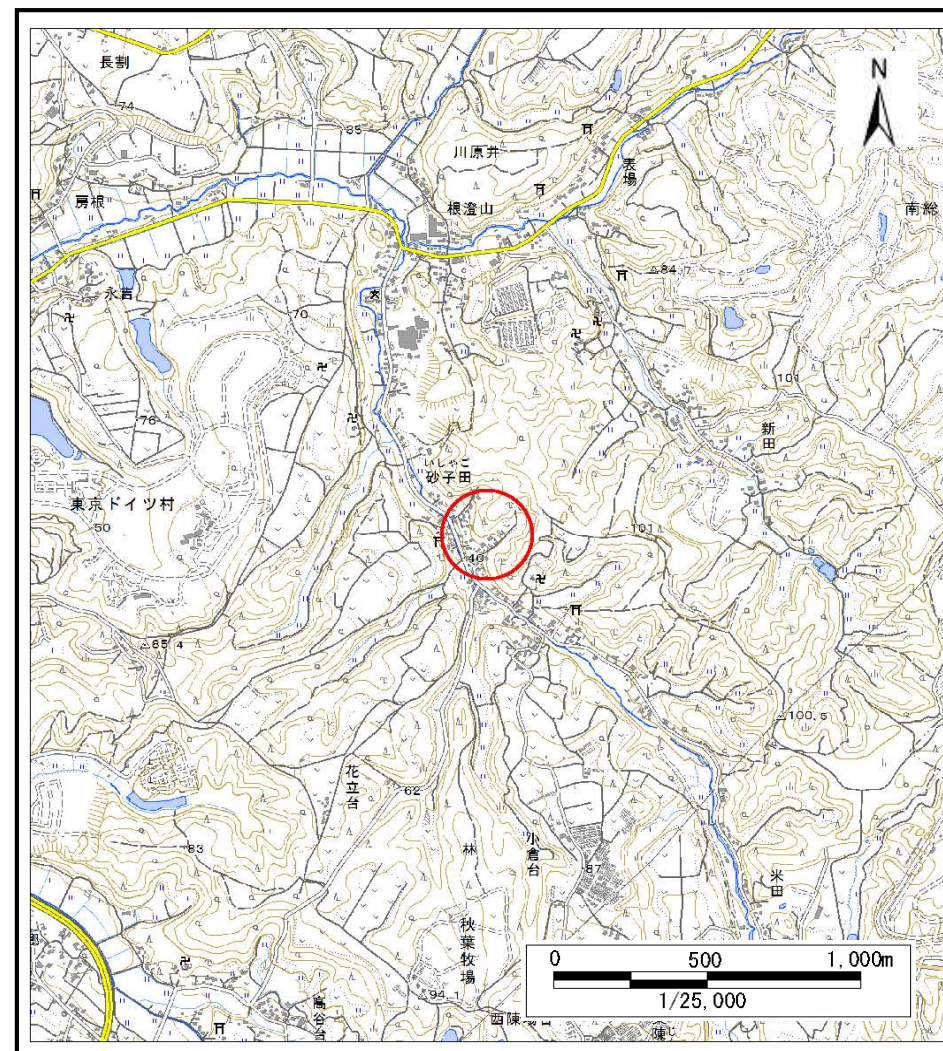 長割
N
74
35
川原井
表場
房根
根澄山
南総
84.7
永吉
70
101
76
新田
いしゃご
砂子田
東京ドイツ村
50
101
40
85.4
100.5
花立台
62
83
林
小倉台
87
米田
秋葉牧場
94.1
高谷台
0 500 1,000m
1/25,000